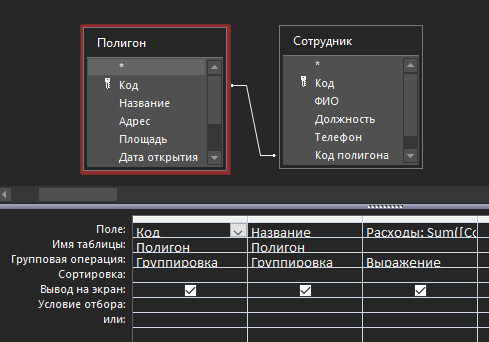 Полигон
*
Код
Название
Адрес
Площадь
Дата открытия
Сотрудник
*
Код
ФИО
Должность
Телефон
Код полигона
Поле: Код Название Расходы: Sum([Со
Имя таблицы: Полигон Полигон
Групповая операция: Группировка Группировка Выражение
Сортировка:
Вывод на экран:
Условие отбора:
или: